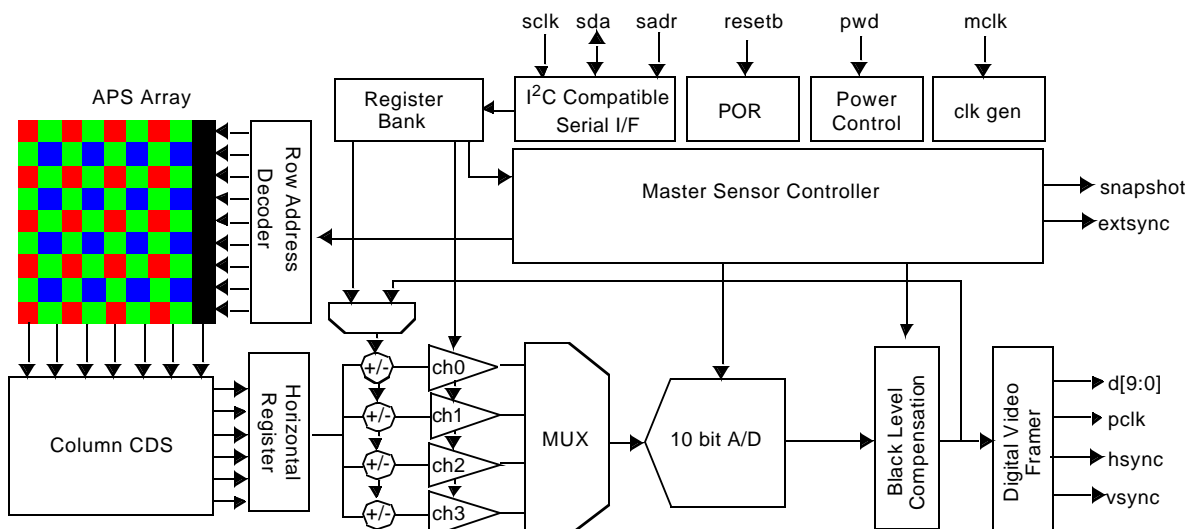 sclk sda sadr resetb pwd mclk
APS Array
Register
Bank
I²C Compatible
Serial I/F
POR
Power
Control
clk gen
Row Address
Decoder
Master Sensor Controller
snapshot
extsync
Column CDS
Horizontal
Register
+/-
+/-
+/-
+/-
ch0
ch1
ch2
ch3
MUX
10 bit A/D
Black Level
Compensation
Digital Video
Framer
d[9:0]
pclk
hsync
vsync